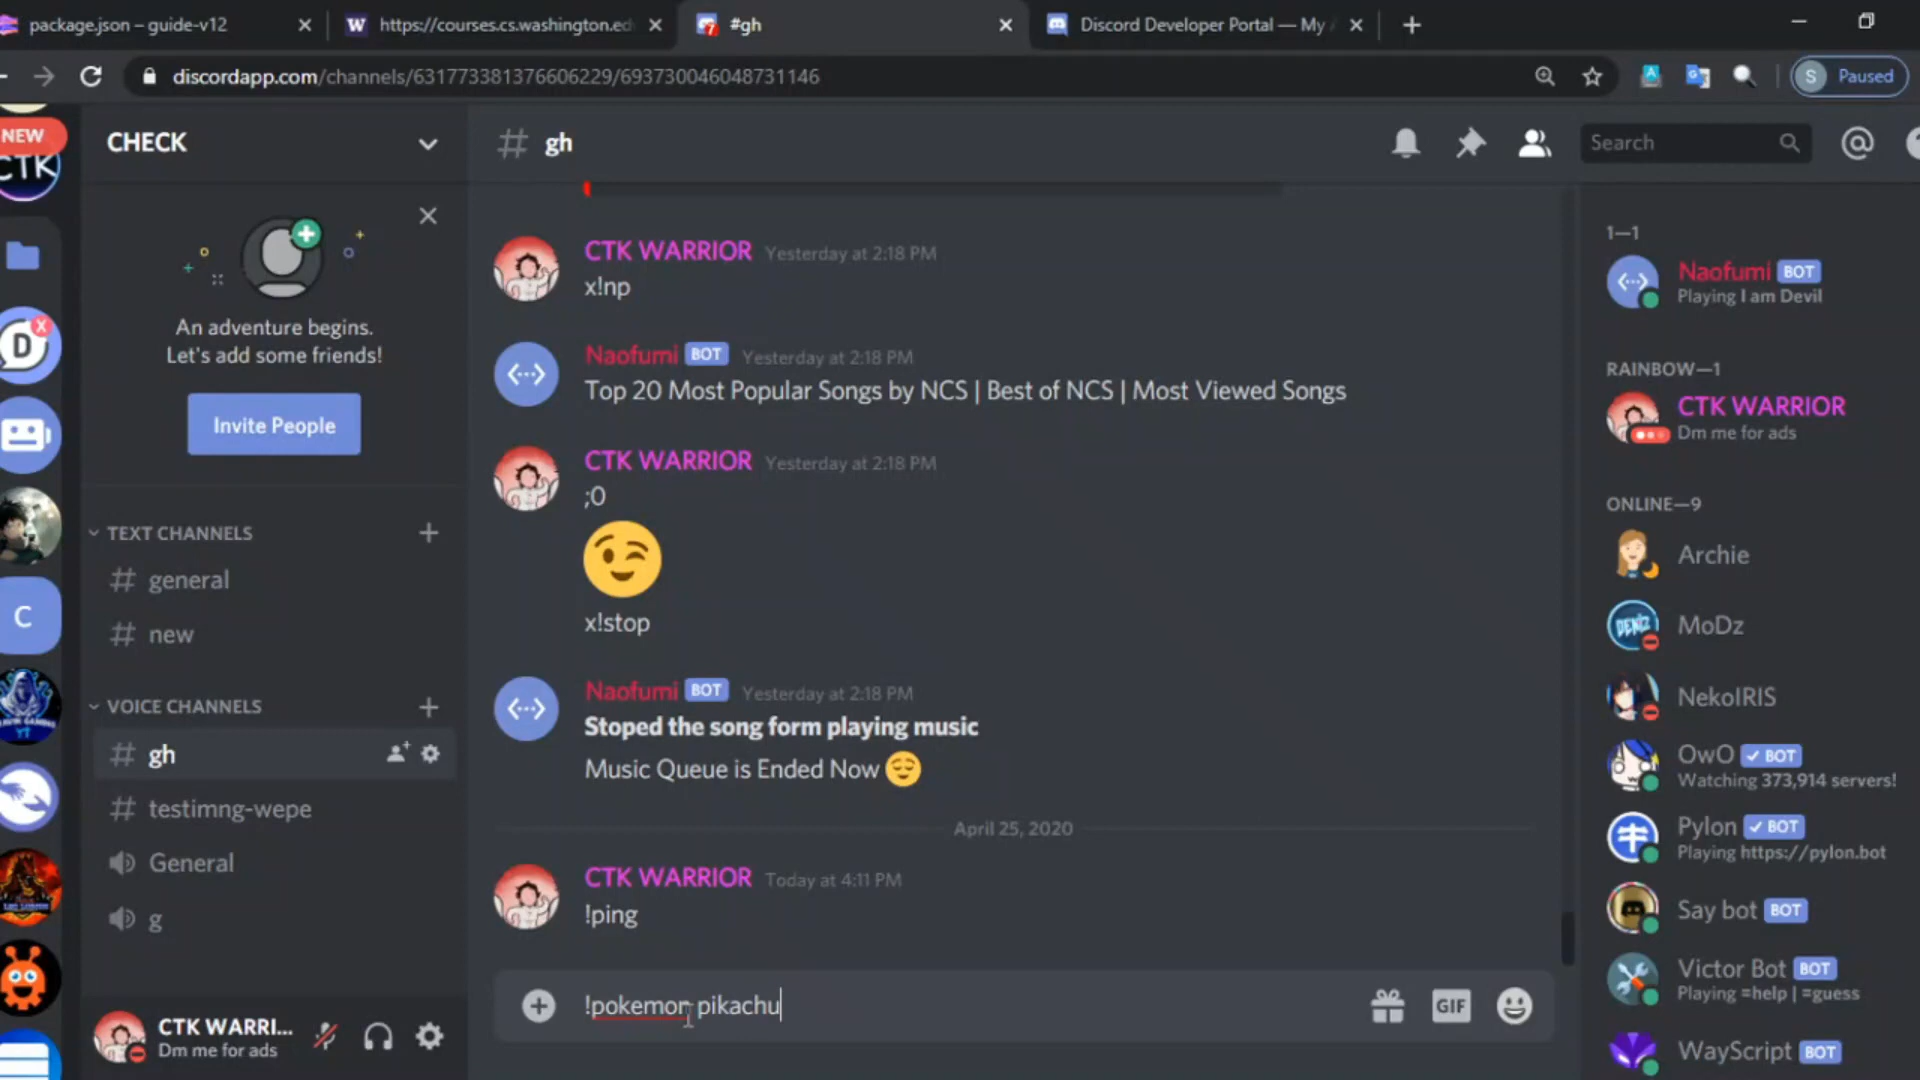 package.json – guide-v12
W
https://courses.cs.washington.ed
#gh
Discord Developer Portal — My
discordapp.com/channels/631773381376606229/693730046048731146
S
Paused
NEW
CTK
D
C
YT
CHECK
An adventure begins.
Let's add some friends!
Invite People
TEXT CHANNELS
# general
# new
VOICE CHANNELS
# gh
# testimng-wepe
General
g
CTK WARRI...
Dm me for ads
# gh
Search
CTK WARRIOR Yesterday at 2:18 PM
x!np
Naofumi BOT Yesterday at 2:18 PM
Top 20 Most Popular Songs by NCS | Best of NCS | Most Viewed Songs
CTK WARRIOR Yesterday at 2:18 PM
;0
x!stop
Naofumi BOT Yesterday at 2:18 PM
Stoped the song form playing music
Music Queue is Ended Now
April 25, 2020
CTK WARRIOR Today at 4:11 PM
!ping
!pokemon pikachu
GIF
1—1
Naofumi BOT
Playing I am Devil
RAINBOW—1
CTK WARRIOR
Dm me for ads
ONLINE—9
Archie
MoDz
NekoIRIS
OwO BOT
Watching 373,914 servers!
Pylon BOT
Playing https://pylon.bot
Say bot BOT
Victor Bot BOT
Playing =help | =guess
WayScript BOT